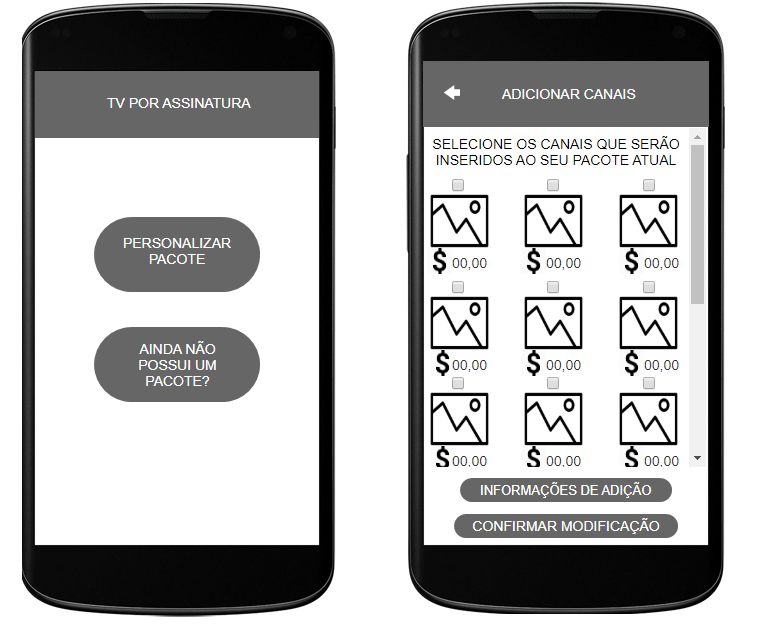 TV POR ASSINATURA
PERSONALIZAR
PACOTE
AINDA NÃO
POSSUI UM
PACOTE?
ADICIONAR CANAIS
SELECIONE OS CANAIS QUE SERÃO
INSERIDOS AO SEU PACOTE ATUAL
$ 00,00 $ 00,00 $ 00,00
$ 00,00 $ 00,00 $ 00,00
$ 00,00 $ 00,00 $ 00,00
INFORMAÇÕES DE ADIÇÃO
CONFIRMAR MODIFICAÇÃO